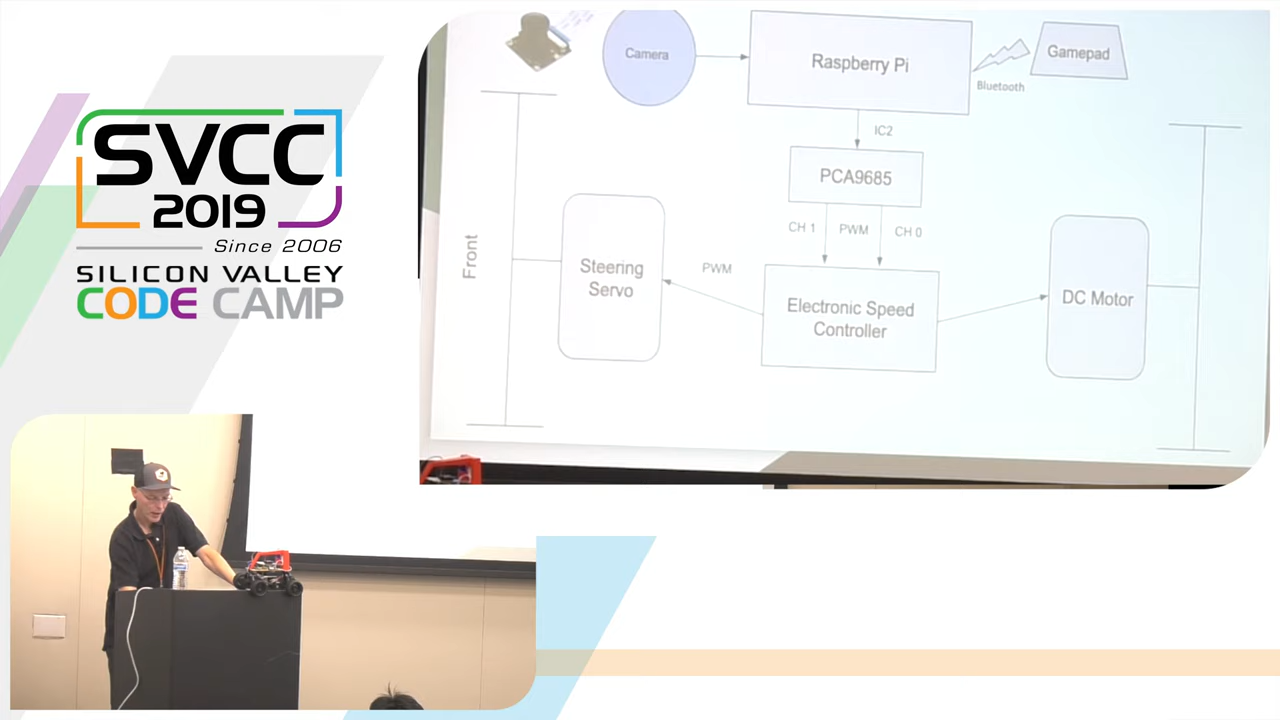 SVCC
2019
Since 2006
SILICON VALLEY
CODE CAMP
Camera
Raspberry Pi
Gamepad
Bluetooth
IC2
PCA9685
CH 1
PWM
CH 0
Front
Steering
Servo
PWM
Electronic Speed
Controller
DC Motor